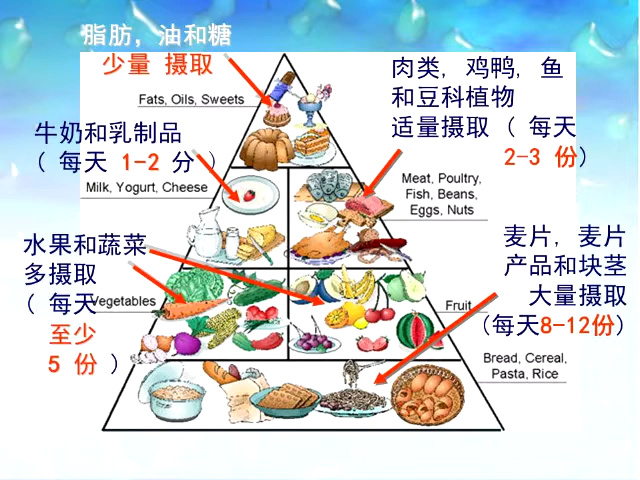 脂肪，油和糖
少量 摄取
Fats, Oils, Sweets
肉类，鸡鸭，鱼
和豆科植物
适量摄取 （ 每天
2-3 份）
牛奶和乳制品
（ 每天 1-2 分 ）
Milk, Yogurt, Cheese
Meat, Poultry,
Fish, Beans,
Eggs, Nuts
水果和蔬菜
多摄取
（ 每天
至少
5 份 ）
Vegetables
Fruit
麦片，麦片
产品和块茎
大量摄取
（每天8-12份）
Bread, Cereal,
Pasta, Rice